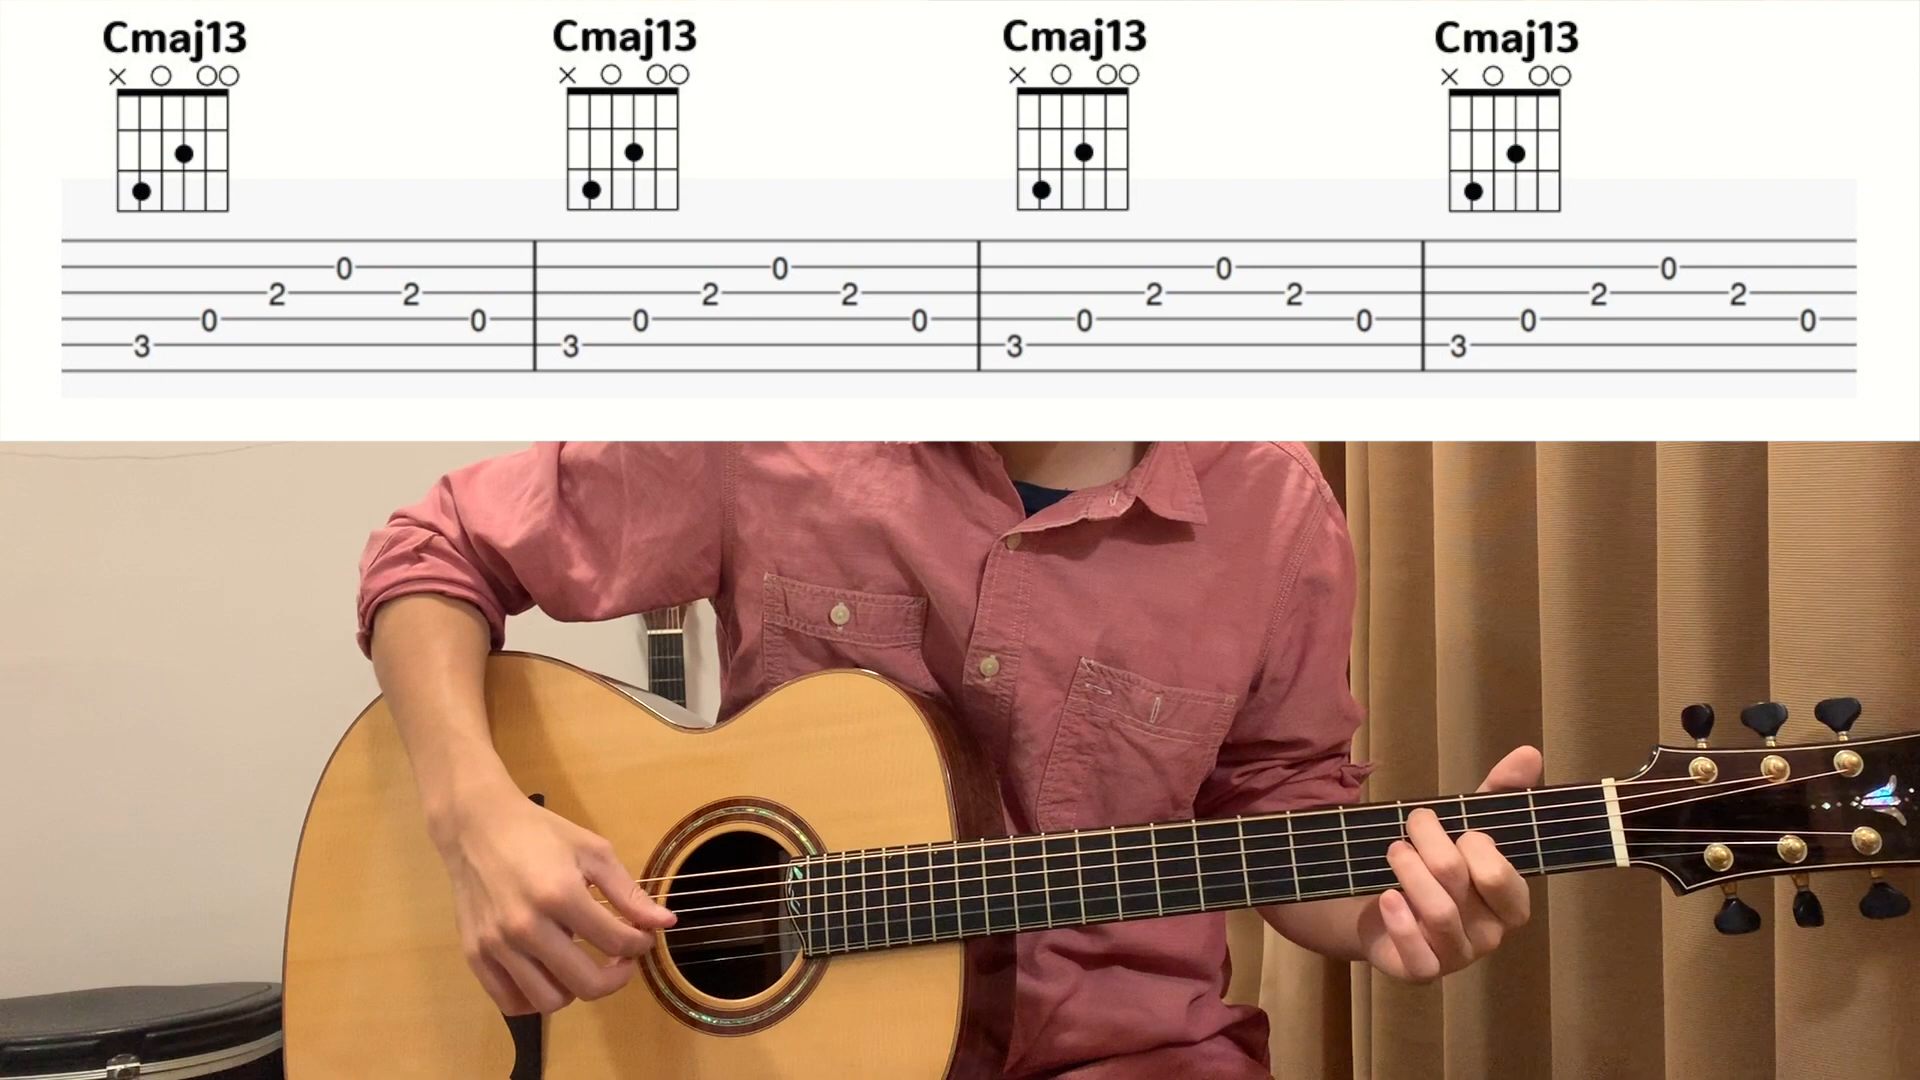 Cmaj13 Cmaj13 Cmaj13 Cmaj13
× ○ ○○ × ○ ○○ × ○ ○○ × ○ ○○
0 0 0 0
2 2 2 2 2 2 2 2
0 0 0 0 0 0 0 0
3 3 3 3